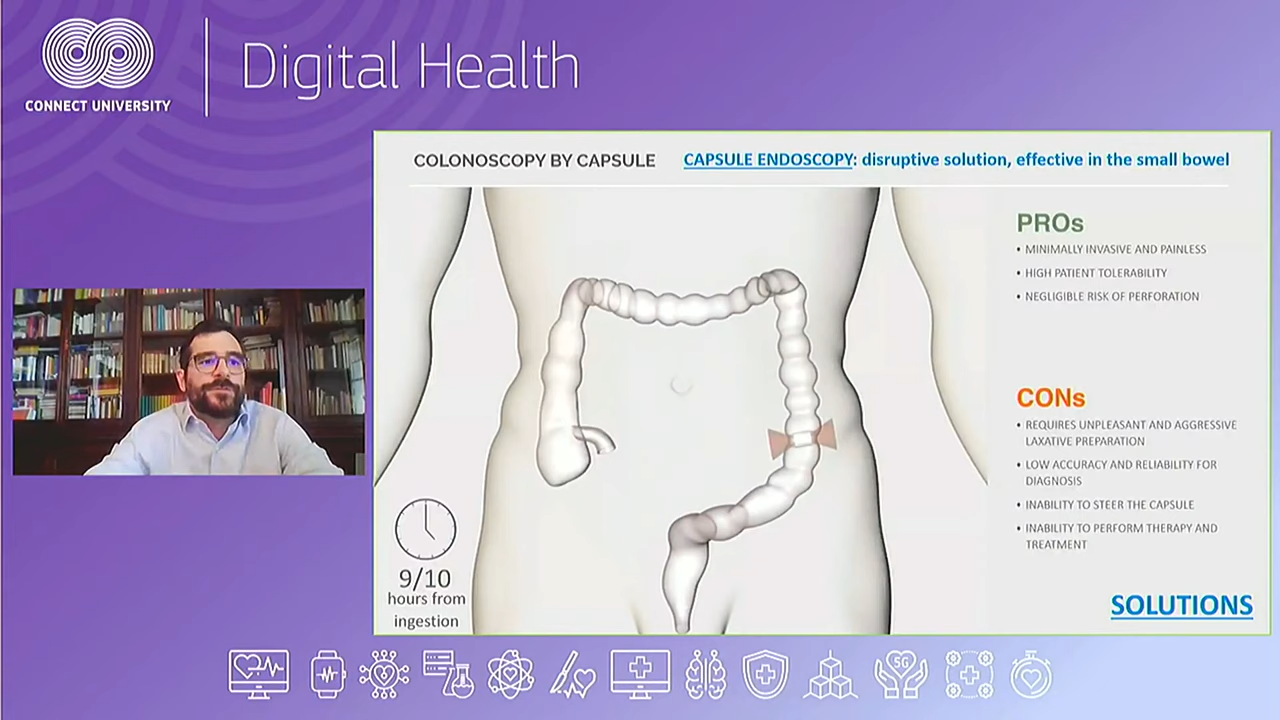 CONNECT UNIVERSITY
Digital Health
COLONOSCOPY BY CAPSULE
CAPSULE ENDOSCOPY: disruptive solution, effective in the small bowel
PROs
• MINIMALLY INVASIVE AND PAINLESS
• HIGH PATIENT TOLERABILITY
• NEGLIGIBLE RISK OF PERFORATION
CONs
• REQUIRES UNPLEASANT AND AGGRESSIVE
LAXATIVE PREPARATION
• LOW ACCURACY AND RELIABILITY FOR
DIAGNOSIS
• INABILITY TO STEER THE CAPSULE
• INABILITY TO PERFORM THERAPY AND
TREATMENT
9/10
hours from
ingestion
SOLUTIONS
5G